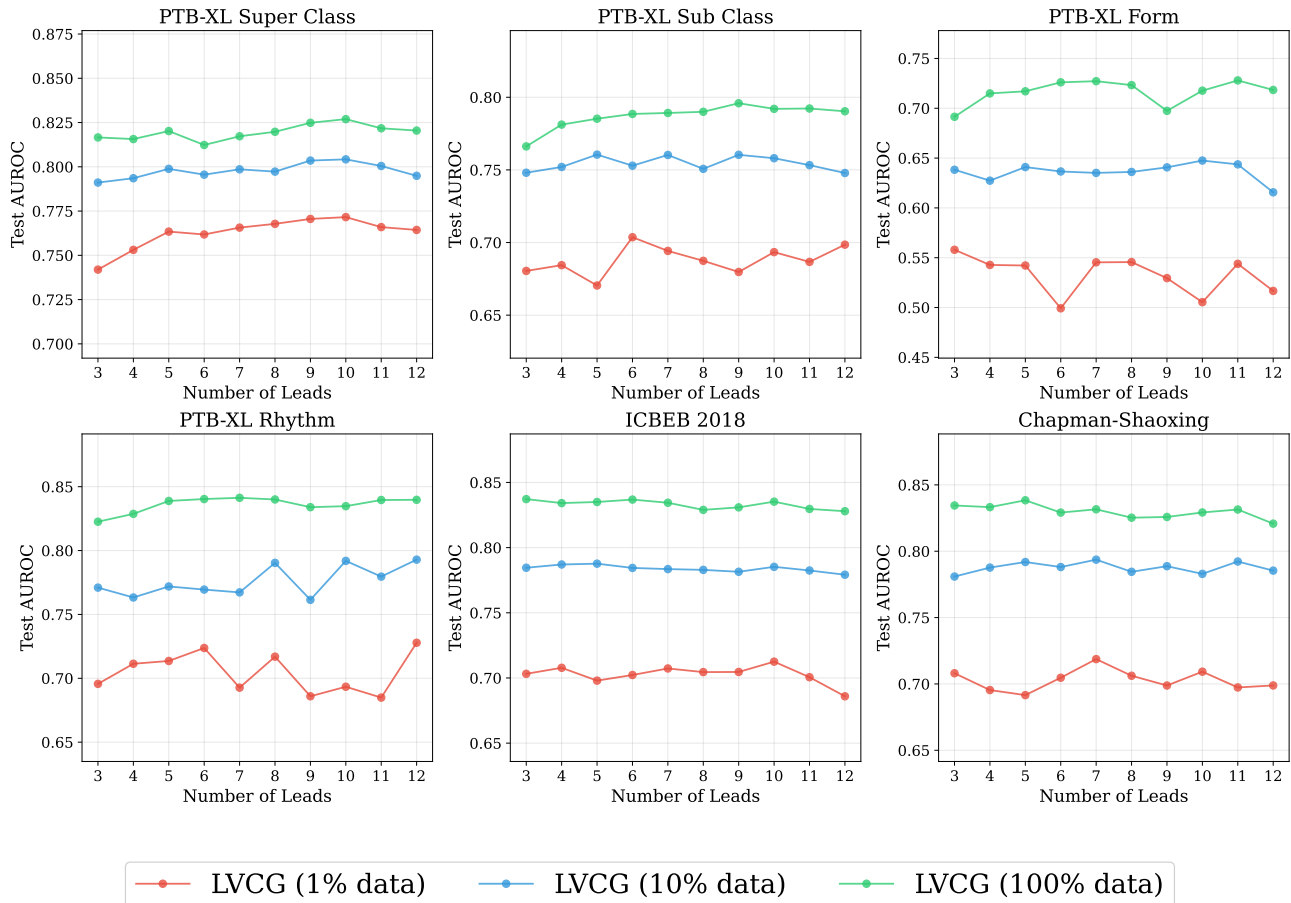 PTB-XL Super Class
Test AUROC
0.875
0.850
0.825
0.800
0.775
0.750
0.725
0.700
3 4 5 6 7 8 9 10 11 12
Number of Leads
PTB-XL Sub Class
Test AUROC
0.80
0.75
0.70
0.65
3 4 5 6 7 8 9 10 11 12
Number of Leads
PTB-XL Form
Test AUROC
0.75
0.70
0.65
0.60
0.55
0.50
0.45
3 4 5 6 7 8 9 10 11 12
Number of Leads
PTB-XL Rhythm
Test AUROC
0.85
0.80
0.75
0.70
0.65
3 4 5 6 7 8 9 10 11 12
Number of Leads
ICBEB 2018
Test AUROC
0.85
0.80
0.75
0.70
0.65
3 4 5 6 7 8 9 10 11 12
Number of Leads
Chapman-Shaoxing
Test AUROC
0.85
0.80
0.75
0.70
0.65
3 4 5 6 7 8 9 10 11 12
Number of Leads
LVCG (1% data) LVCG (10% data) LVCG (100% data)